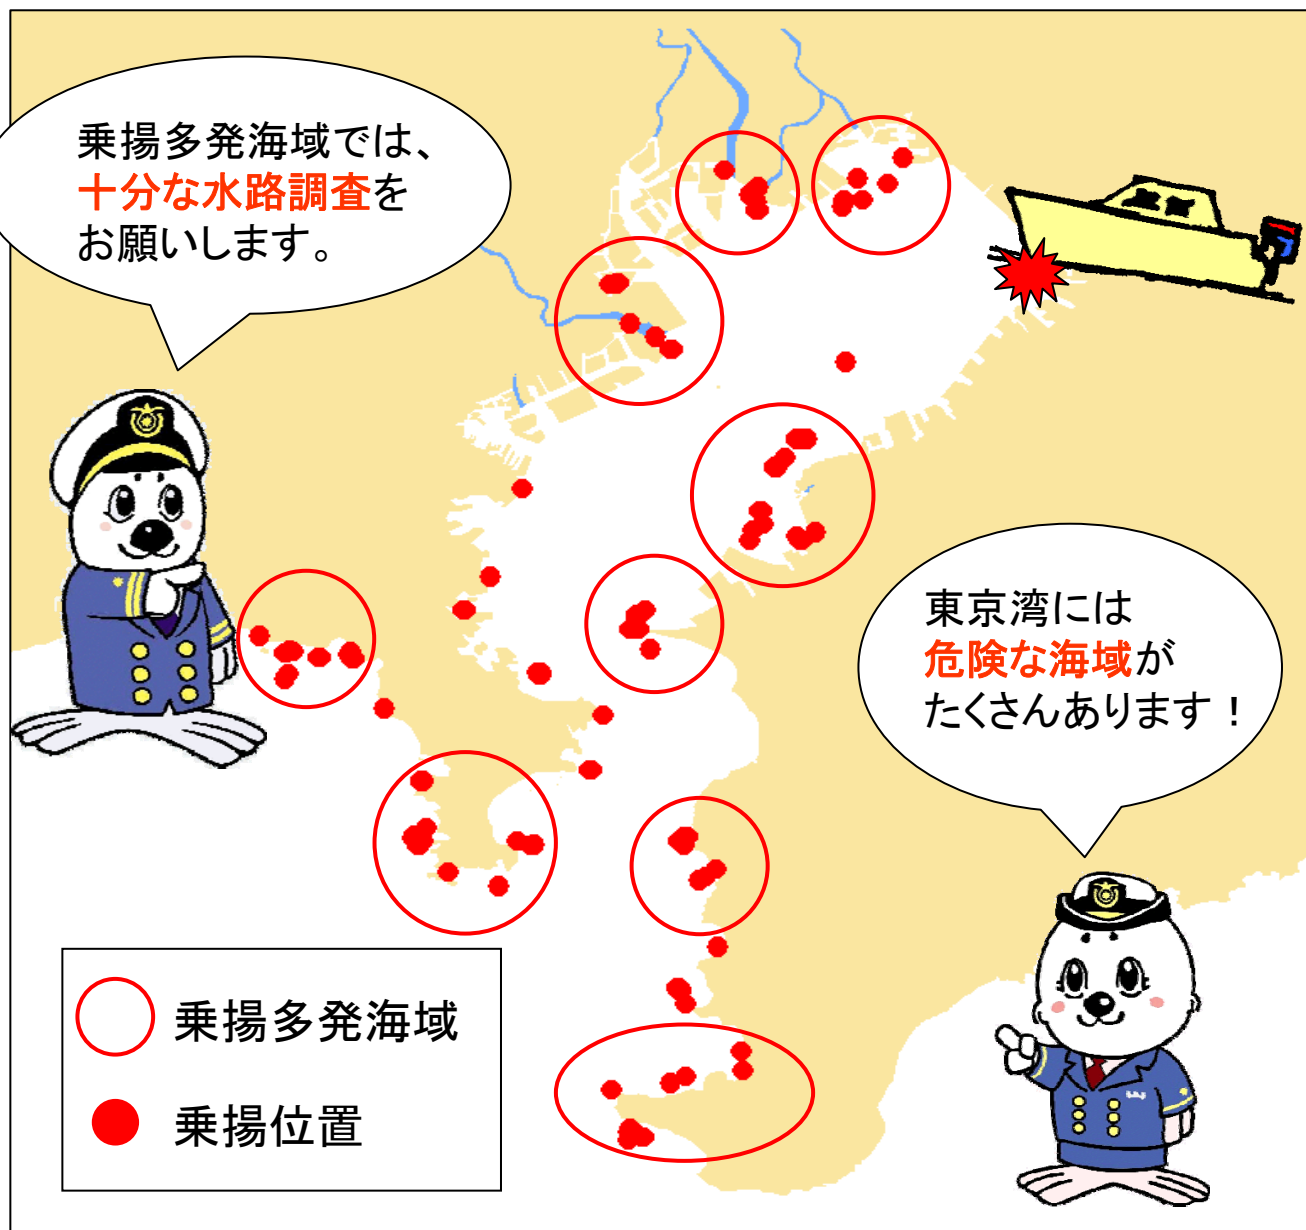 乗揚多発海域では、
十分な水路調査を
お願いします。
東京湾には
危険な海域が
たくさんあります！
乗揚多発海域
乗揚位置